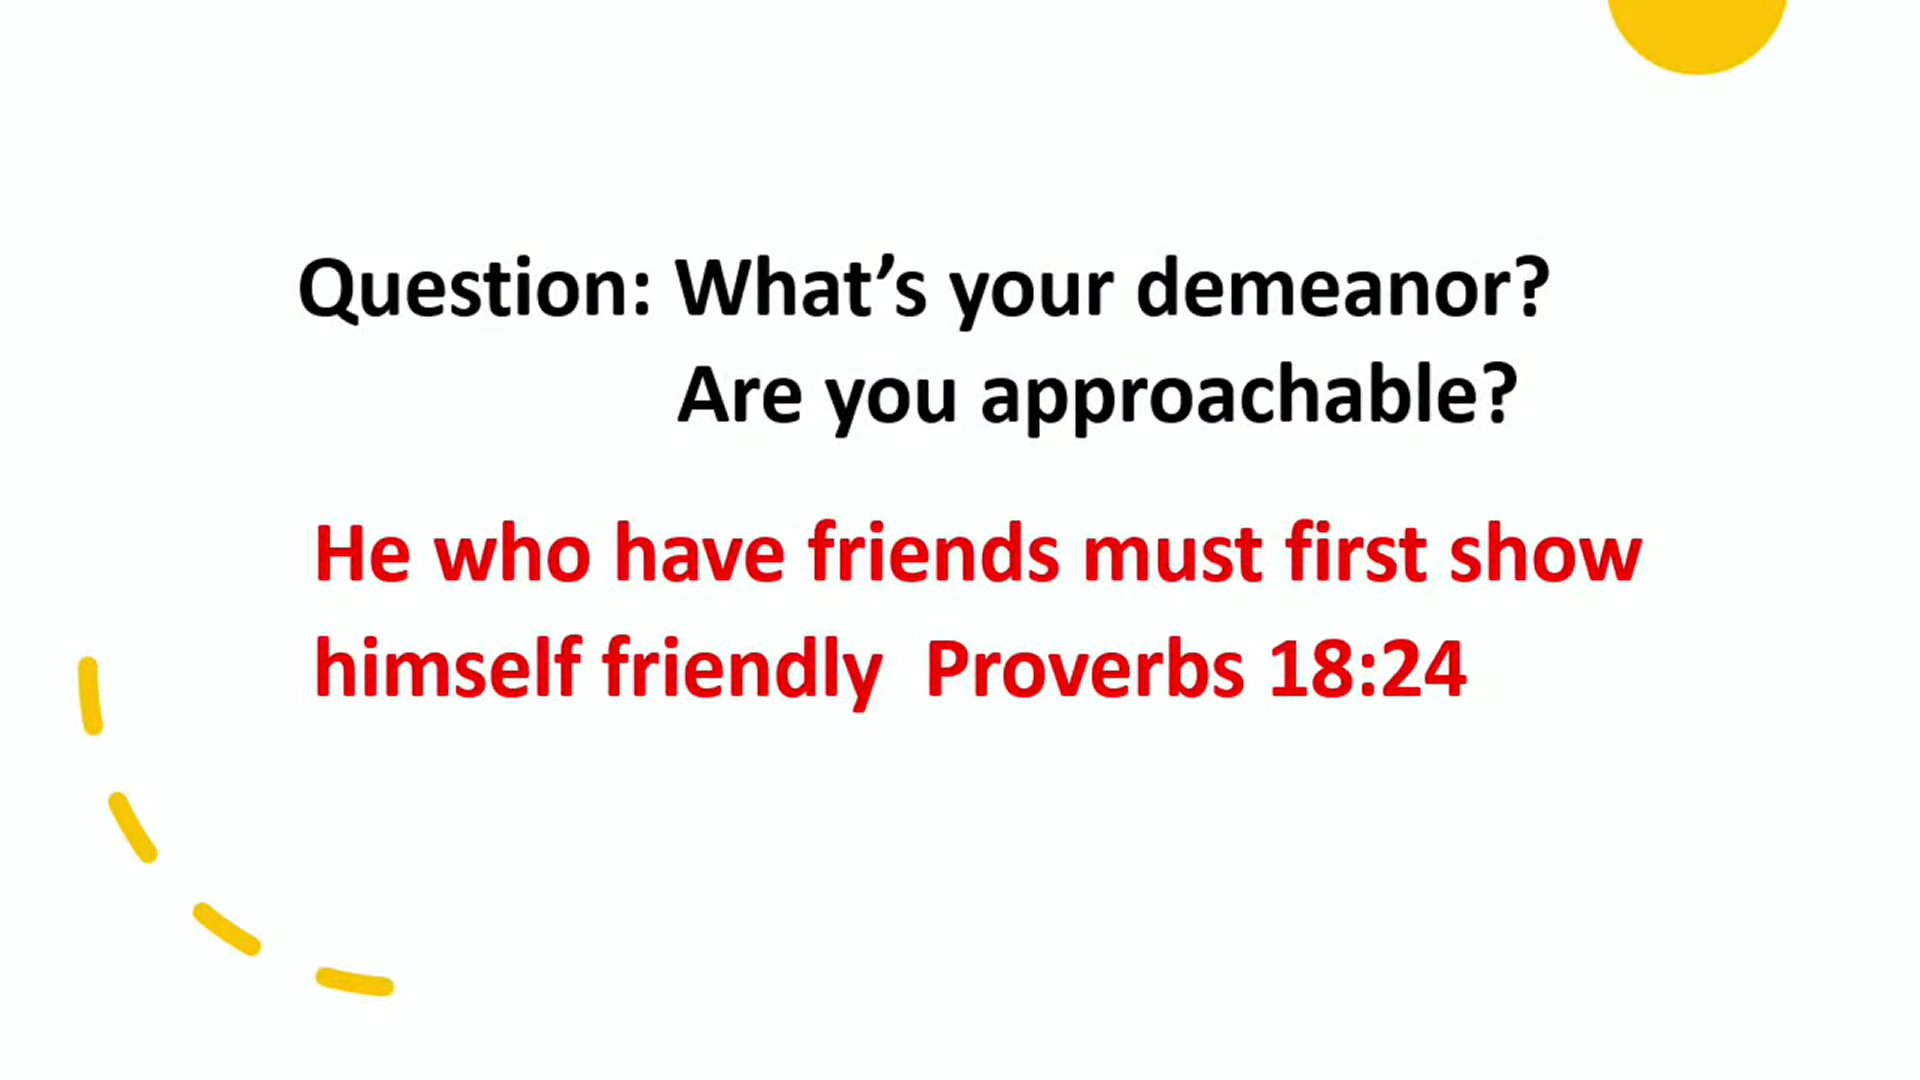 Question: What’s your demeanor?
Are you approachable?
He who have friends must first show
himself friendly  Proverbs 18:24